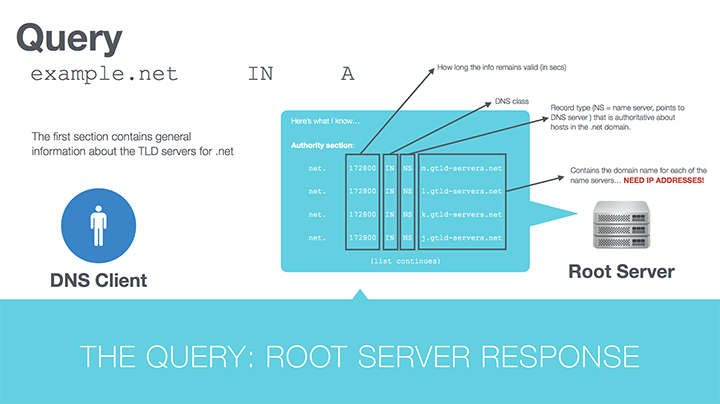 Query
example.net IN A
How long the info remains valid (in secs)
DNS class
Record type (NS = name server, points to
DNS server ) that is authoritative about
hosts in the .net domain.
The first section contains general
information about the TLD servers for .net
Here's what I know…
Authority section:
net. 172800 IN NS m.gtld-servers.net
net. 172800 IN NS l.gtld-servers.net
net. 172800 IN NS k.gtld-servers.net
net. 172800 IN NS j.gtld-servers.net
(list continues)
Contains the domain name for each of the
name servers… NEED IP ADDRESSES!
DNS Client
Root Server
THE QUERY: ROOT SERVER RESPONSE